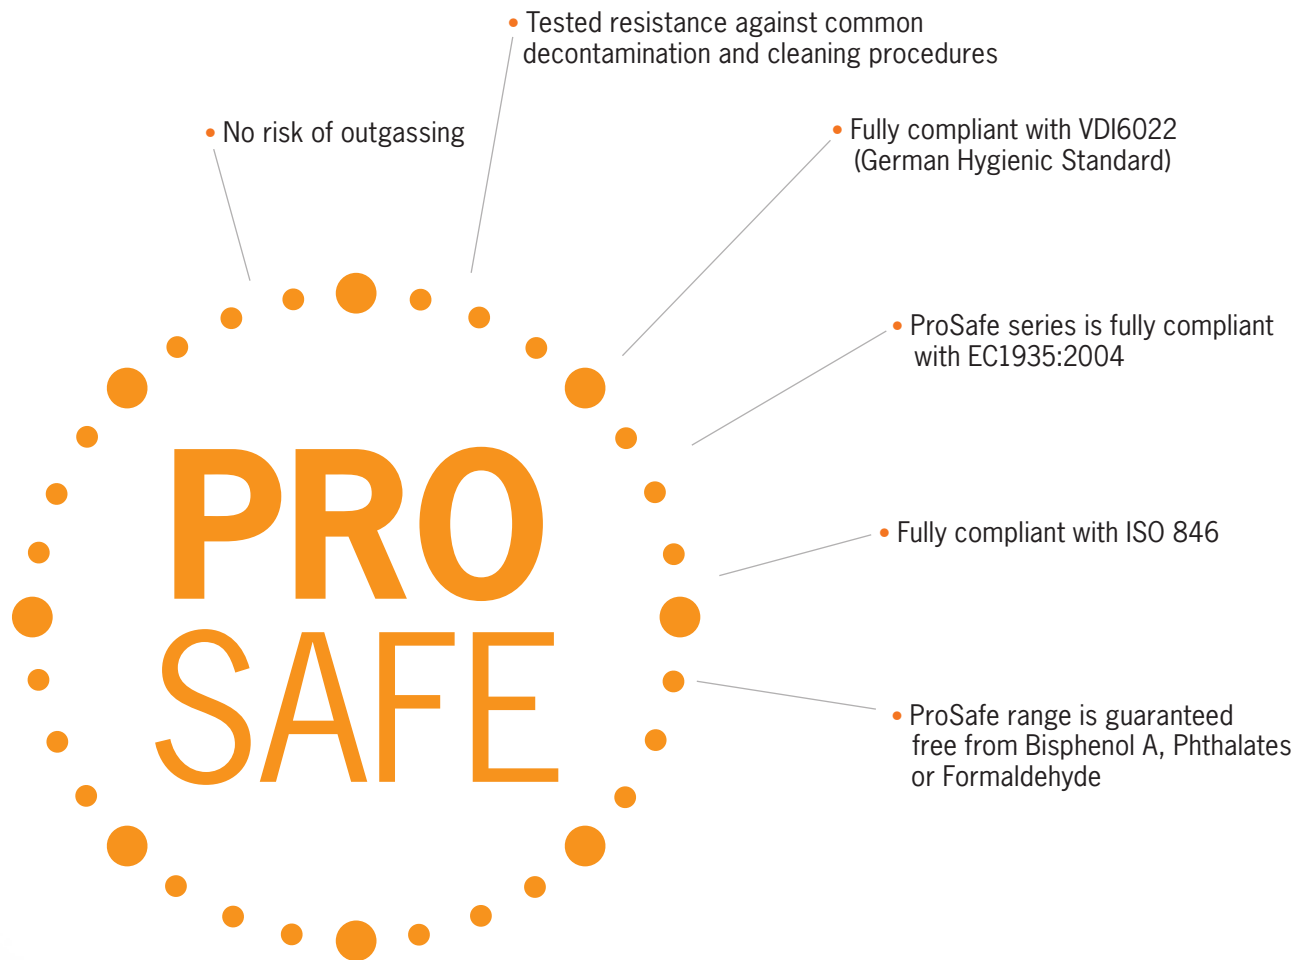 • Tested resistance against common
decontamination and cleaning procedures
• No risk of outgassing
• Fully compliant with VDI6022
(German Hygienic Standard)
• ProSafe series is fully compliant
with EC1935:2004
PRO
SAFE
• Fully compliant with ISO 846
• ProSafe range is guaranteed
free from Bisphenol A, Phthalates
or Formaldehyde